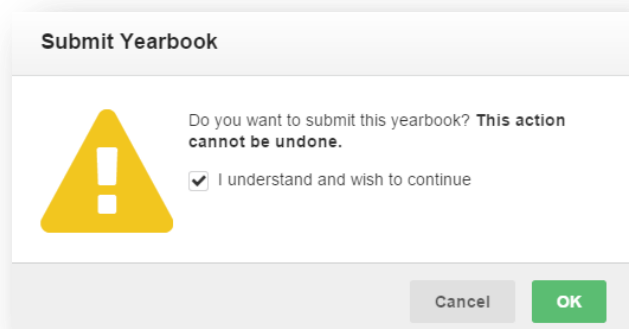 Submit Yearbook
Do you want to submit this yearbook? This action
cannot be undone.
I understand and wish to continue
Cancel
OK